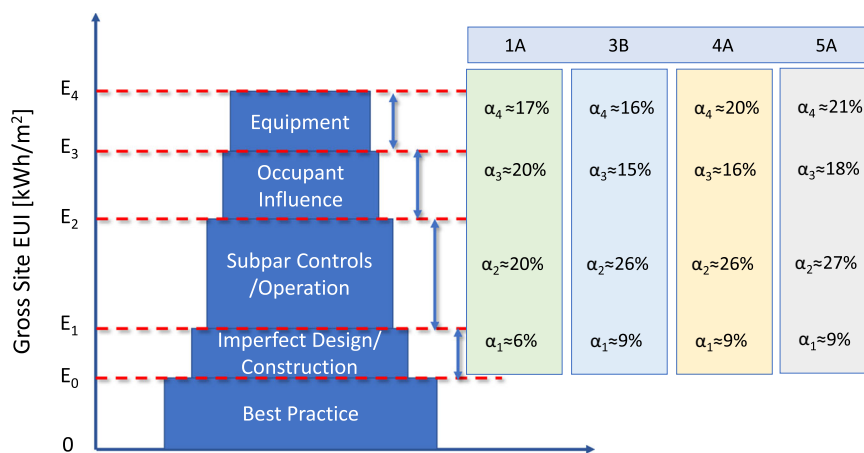 1A 3B 4A 5A
E₄
α₄≈17% α₄≈16% α₄≈20% α₄≈21%
Equipment
E₃
Occupant
Influence
α₃≈20% α₃≈15% α₃≈16% α₃≈18%
E₂
Subpar Controls
/Operation
α₂≈20% α₂≈26% α₂≈26% α₂≈27%
E₁
Imperfect Design/
Construction
α₁≈6% α₁≈9% α₁≈9% α₁≈9%
E₀
Best Practice
0
Gross Site EUI [kWh/m²]